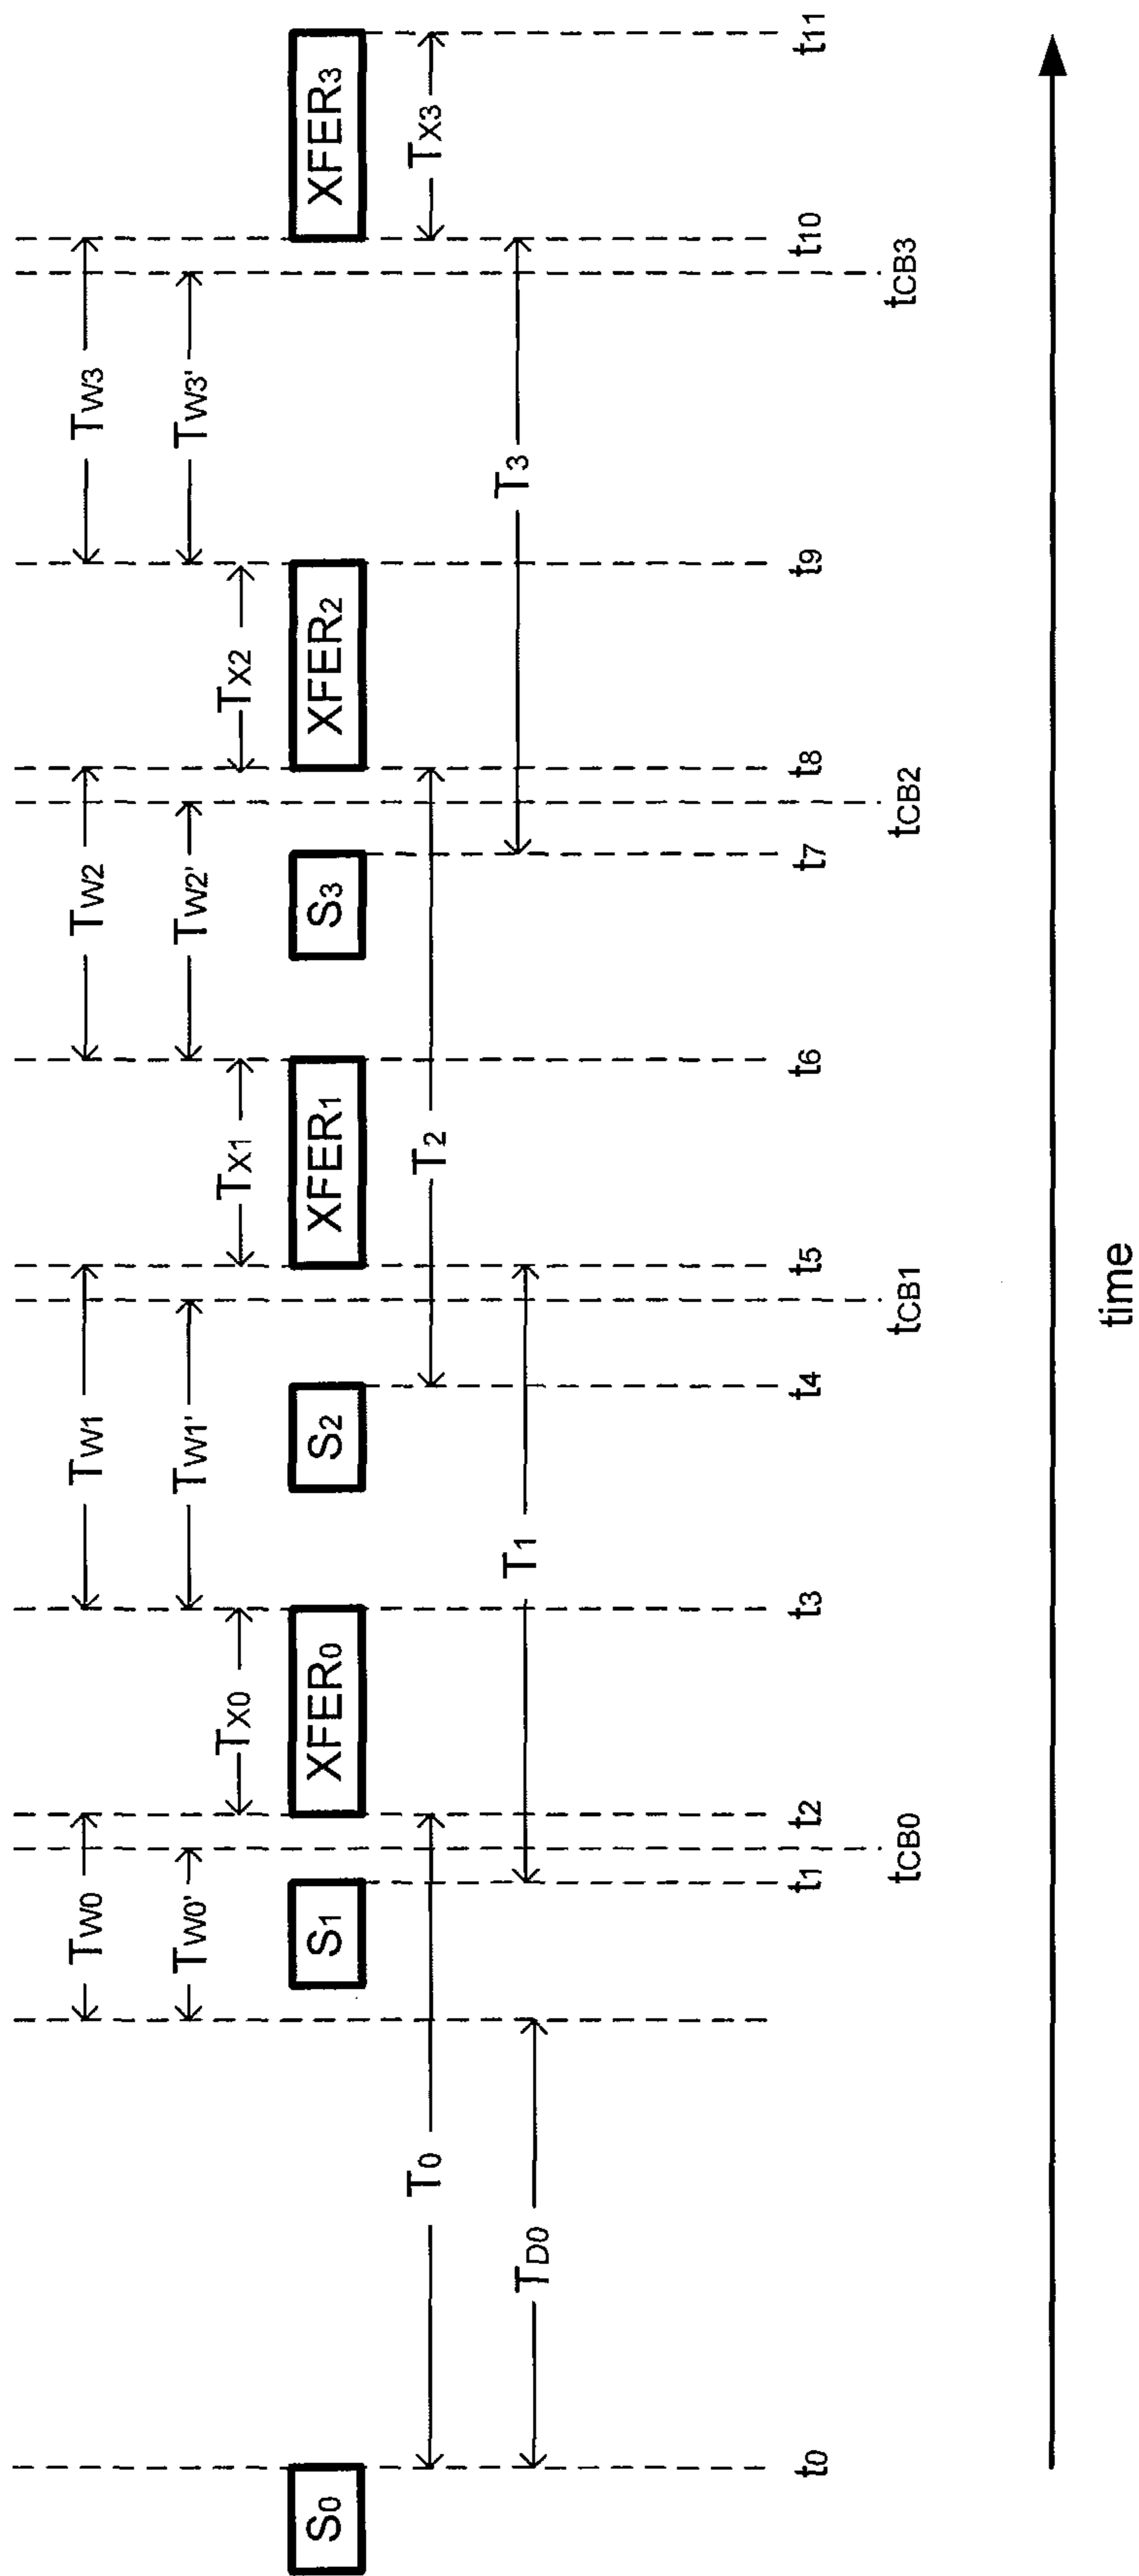 TW0 TW1 TW2 TW3
TW0' TW1' TW2' TW3'
TX0 TX1 TX2
S0 S1 XFER0 S2 XFER1 S3 XFER2 XFER3
T0 T2 TX3
TD0 T1 T3
t0 t1 t2 t3 t4 t5 t6 t7 t8 t9 t10 t11
tCB0 tCB1 tCB2 tCB3
time